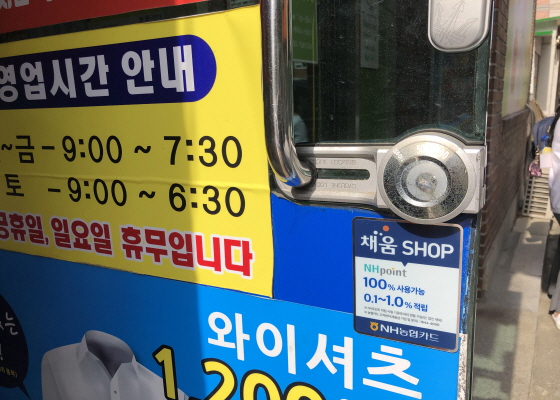 영업시간 안내
~금 - 9:00 ~ 7:30
토 - 9:00 ~ 6:30
공휴일, 일요일 휴무입니다
채움 SHOP
NHpoint
100% 사용가능
0.1~1.0% 적립
NH농협카드
와이셔츠
1,200